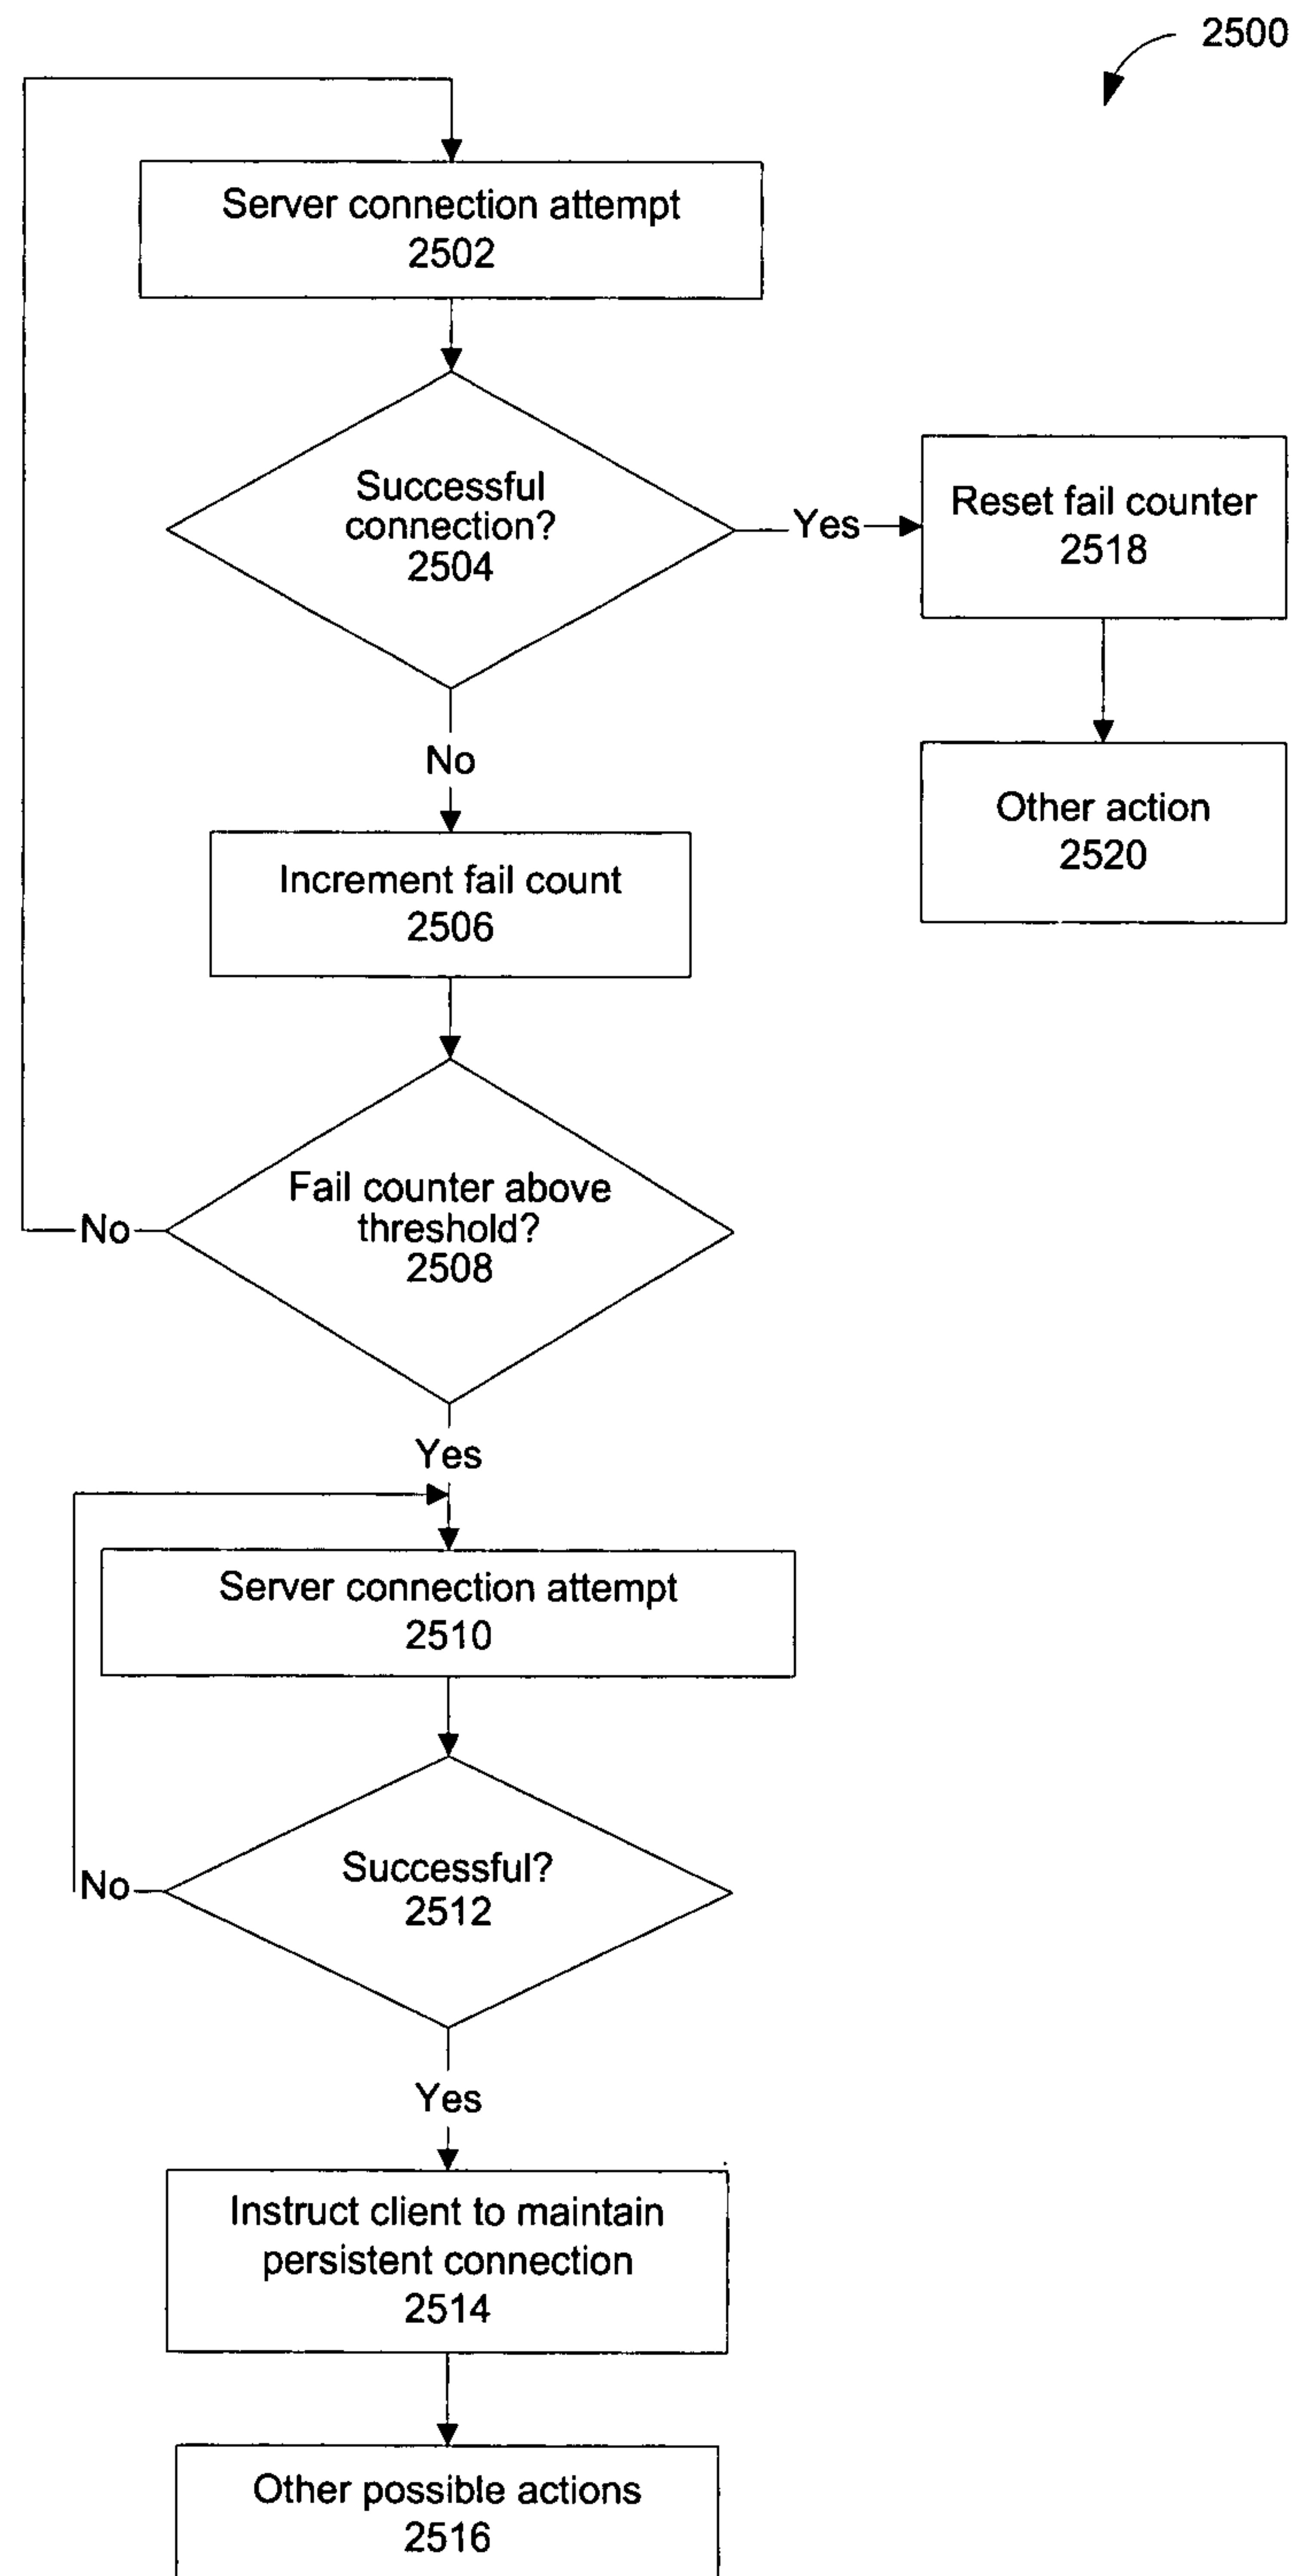 2500
Server connection attempt
2502
Successful
connection?
2504
Yes
Reset fail counter
2518
No
Other action
2520
Increment fail count
2506
Fail counter above
threshold?
2508
No
Yes
Server connection attempt
2510
Successful?
2512
No
Yes
Instruct client to maintain
persistent connection
2514
Other possible actions
2516